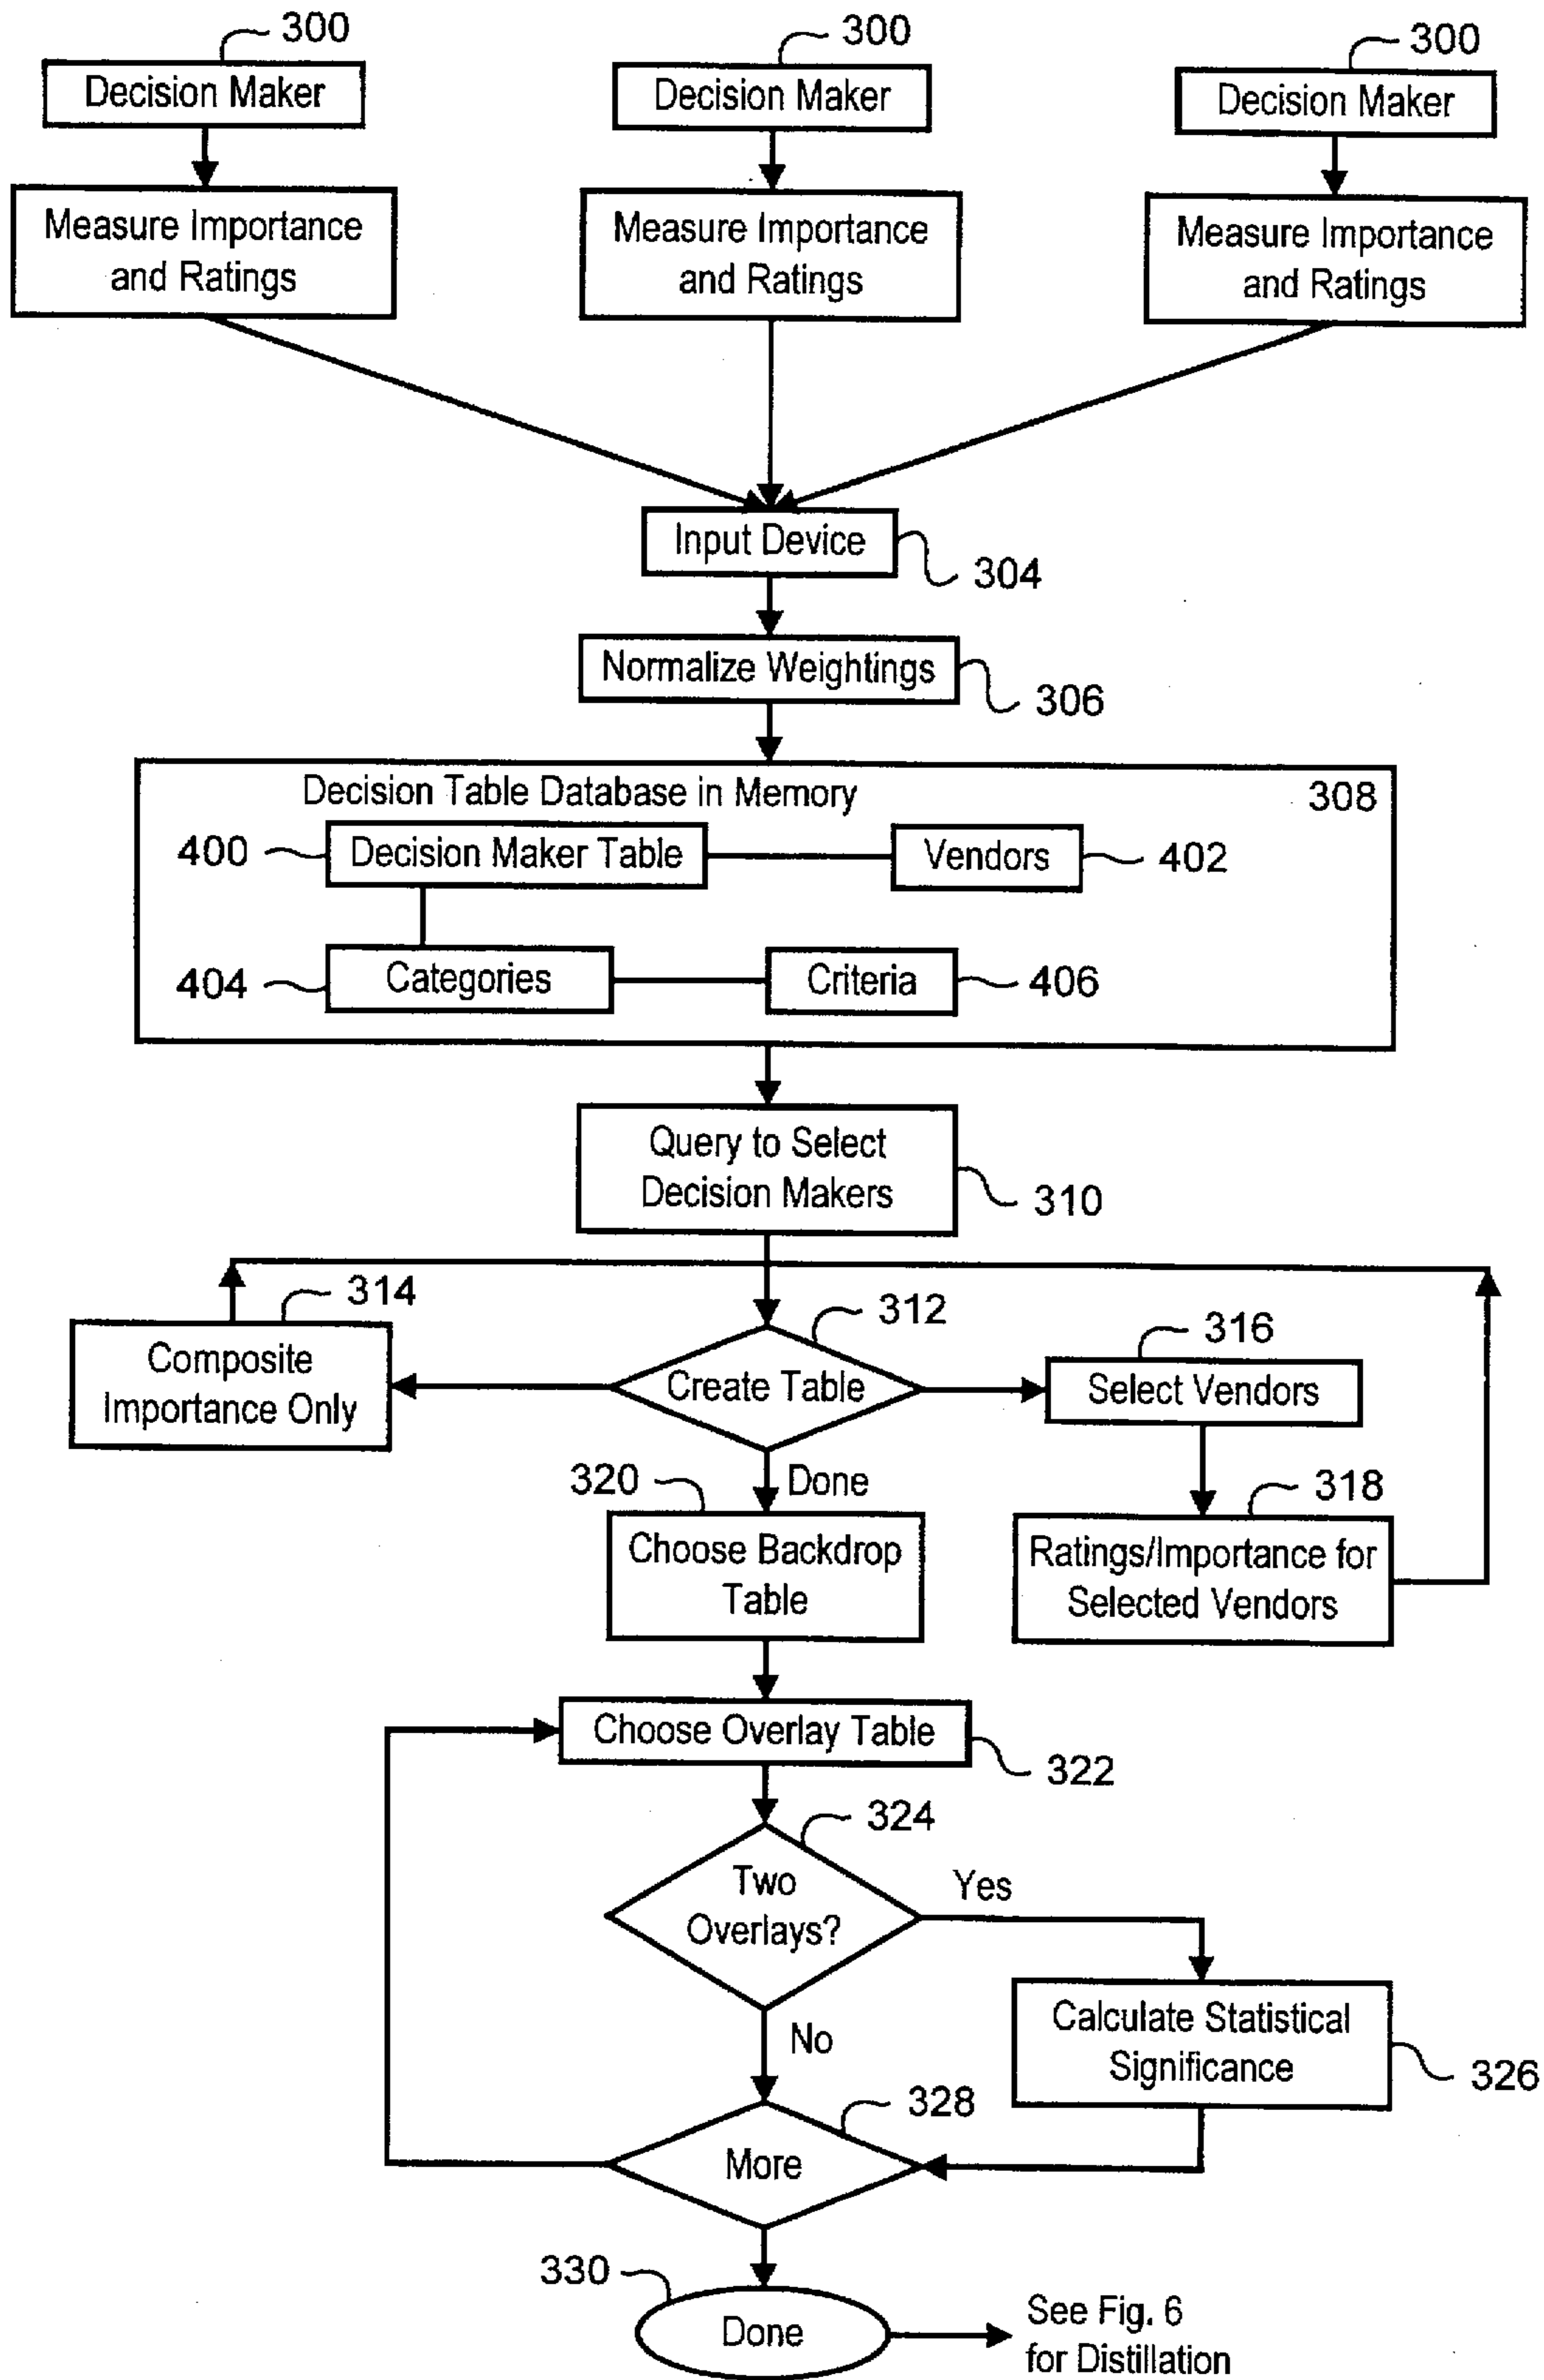 300
300
300
Decision Maker
Decision Maker
Decision Maker
Measure Importance
and Ratings
Measure Importance
and Ratings
Measure Importance
and Ratings
Input Device
304
Normalize Weightings
306
Decision Table Database in Memory
308
400
Decision Maker Table
Vendors
402
404
Categories
Criteria
406
Query to Select
Decision Makers
310
314
312
316
Composite
Importance Only
Create Table
Select Vendors
320
Done
318
Choose Backdrop
Table
Ratings/Importance for
Selected Vendors
Choose Overlay Table
322
324
Two
Overlays?
Yes
Calculate Statistical
Significance
326
No
328
More
330
Done
See Fig. 6
for Distillation